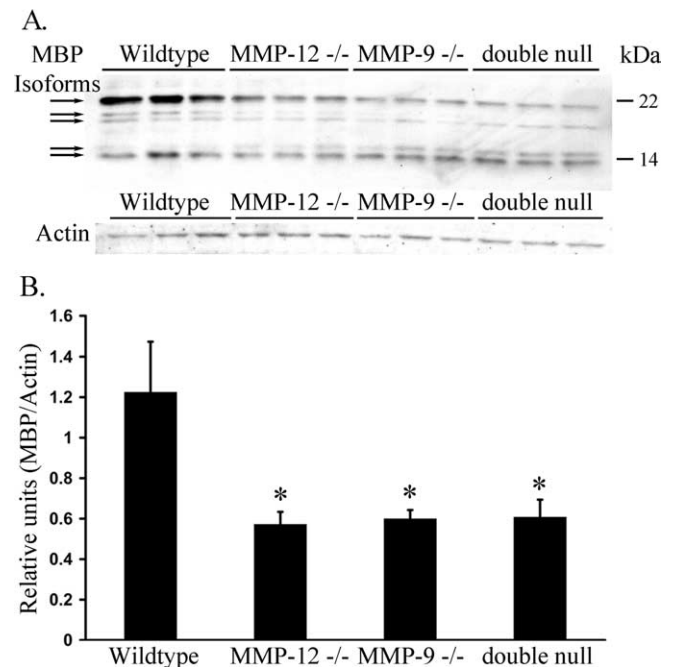 A.
MBP Wildtype MMP-12 -/- MMP-9 -/- double null kDa
Isoforms
22
14
Wildtype MMP-12 -/- MMP-9 -/- double null
Actin
B.
Relative units (MBP/Actin)
1.6
1.4
1.2
1
0.8
0.6
0.4
0.2
0
* * *
Wildtype MMP-12 -/- MMP-9 -/- double null